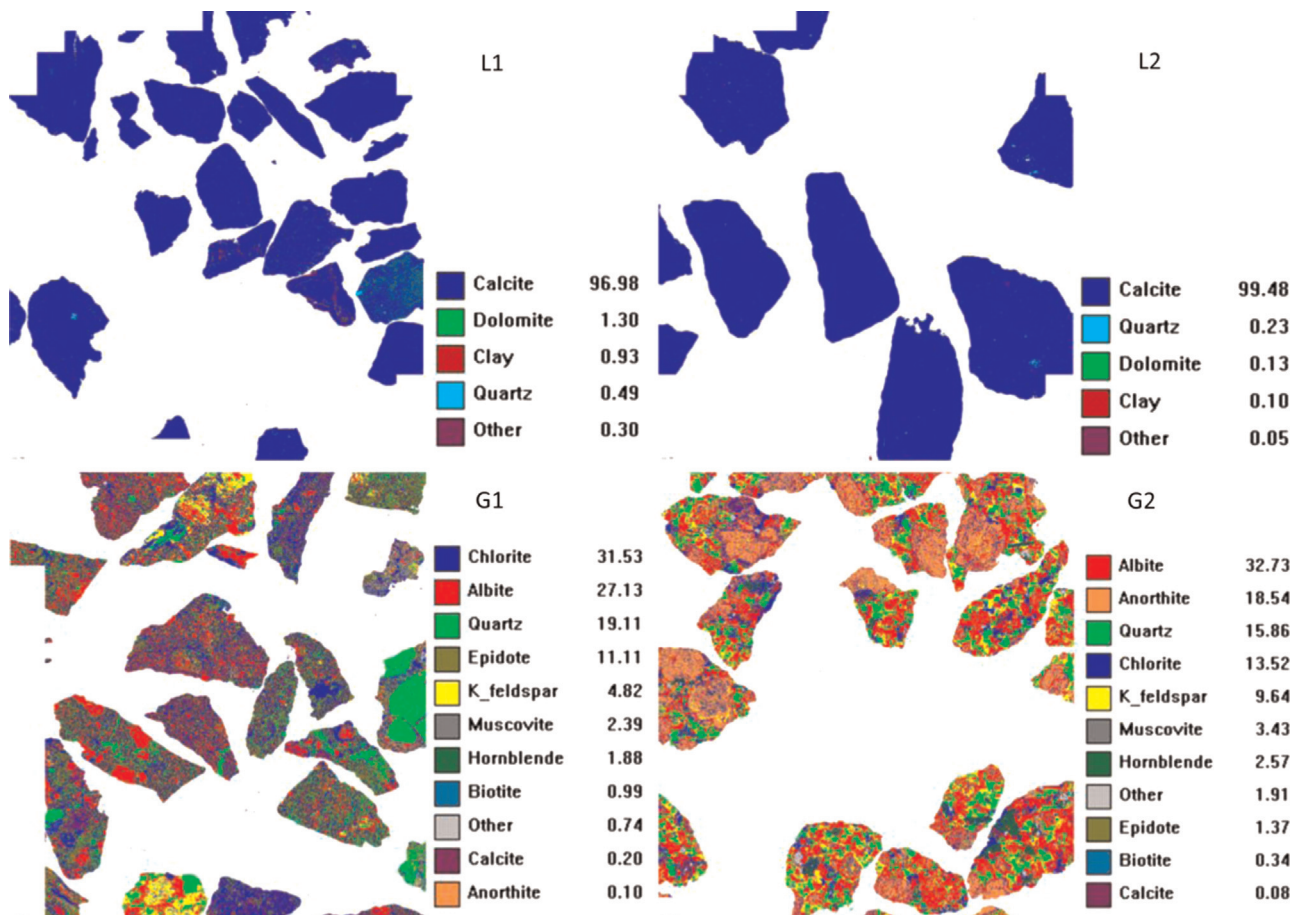 L1
Calcite 96.98
Dolomite 1.30
Clay 0.93
Quartz 0.49
Other 0.30
L2
Calcite 99.48
Quartz 0.23
Dolomite 0.13
Clay 0.10
Other 0.05
G1
Chlorite 31.53
Albite 27.13
Quartz 19.11
Epidote 11.11
K_feldspar 4.82
Muscovite 2.39
Hornblende 1.88
Biotite 0.99
Other 0.74
Calcite 0.20
Anorthite 0.10
G2
Albite 32.73
Anorthite 18.54
Quartz 15.86
Chlorite 13.52
K_feldspar 9.64
Muscovite 3.43
Hornblende 2.57
Other 1.91
Epidote 1.37
Biotite 0.34
Calcite 0.08